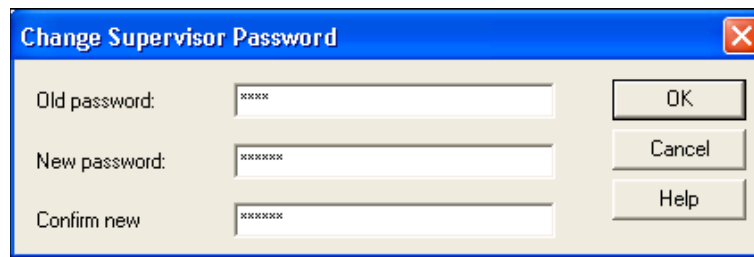 Change Supervisor Password
Old password: ****
OK
New password: ******
Cancel
Help
Confirm new ******